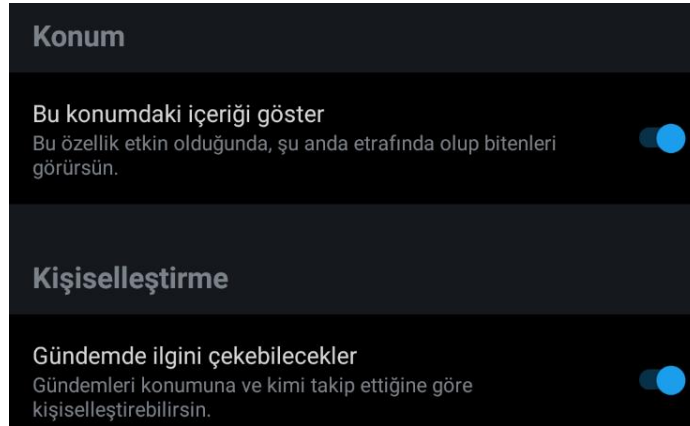 Konum
Bu konumdaki içeriği göster
Bu özellik etkin olduğunda, şu anda etrafında olup bitenleri
görürsün.
Kişiselleştirme
Gündemde ilgini çekebilecekler
Gündemleri konumuna ve kimi takip ettiğine göre
kişiselleştirebilirsin.